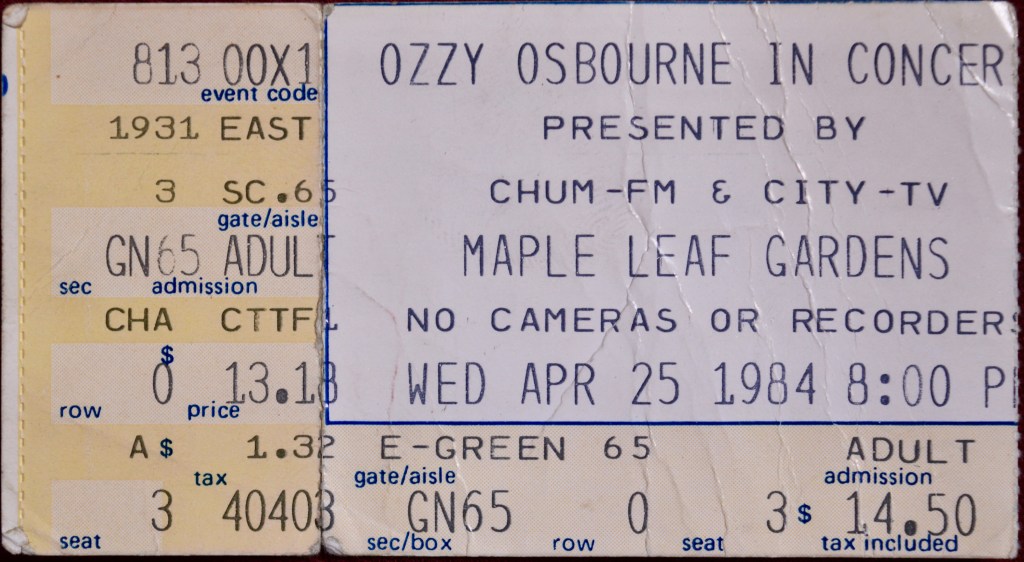 813 00X1
event code
1931 EAST
3 SC.65
gate/aisle
GN65 ADULT
sec admission
CHA CTTFL
$
0 13.18
row price
A $ 1.32
tax
3 40403
seat
OZZY OSBOURNE IN CONCER
PRESENTED BY
CHUM-FM & CITY-TV
MAPLE LEAF GARDENS
NO CAMERAS OR RECORDERS
WED APR 25 1984 8:00 P
E-GREEN 65 ADULT
gate/aisle admission
GN65 0 3 $ 14.50
sec/box row seat tax included